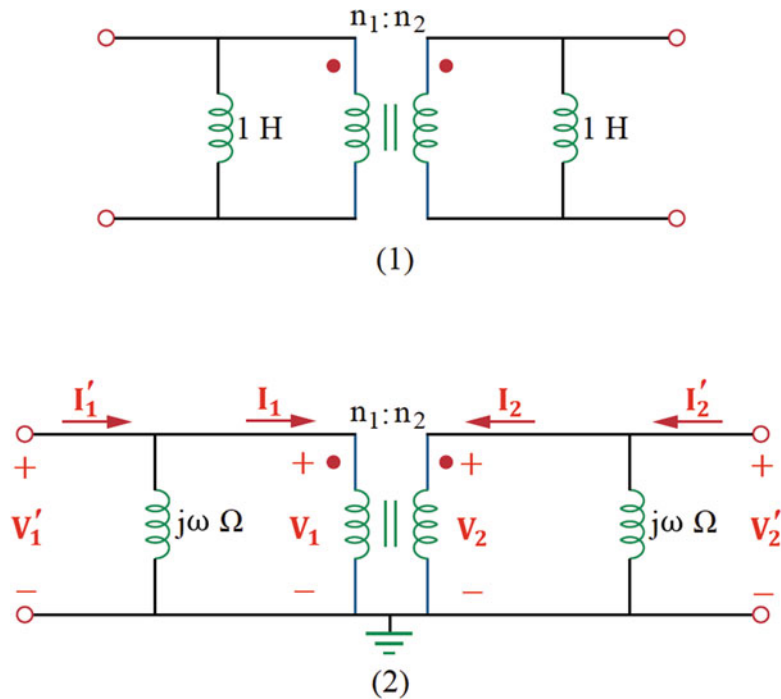 n₁:n₂
1 H 1 H
(1)
I₁′ I₁ n₁:n₂ I₂ I₂′
+ + + +
V₁′ jω Ω V₁ V₂ jω Ω V₂′
− − − −
(2)